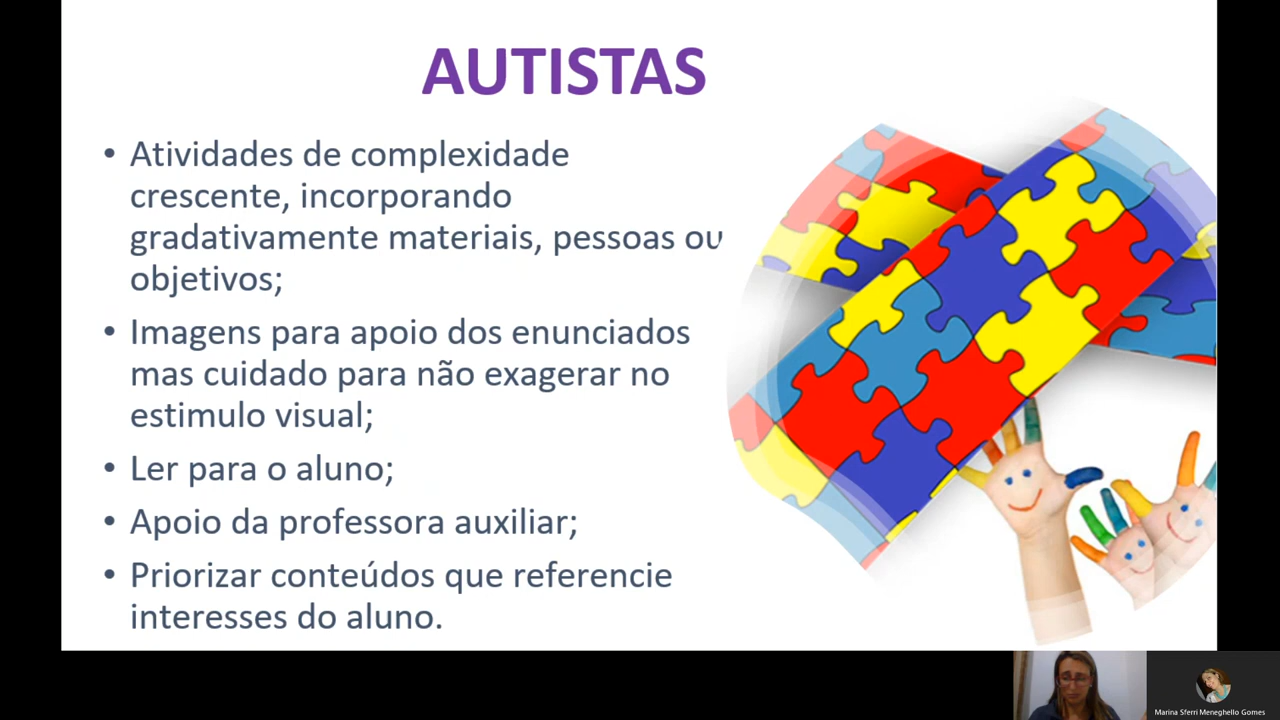 AUTISTAS
• Atividades de complexidade
crescente, incorporando
gradativamente materiais, pessoas ou
objetivos;
• Imagens para apoio dos enunciados
mas cuidado para não exagerar no
estimulo visual;
• Ler para o aluno;
• Apoio da professora auxiliar;
• Priorizar conteúdos que referencie
interesses do aluno.
Marina Sferri Meneghello Gomes